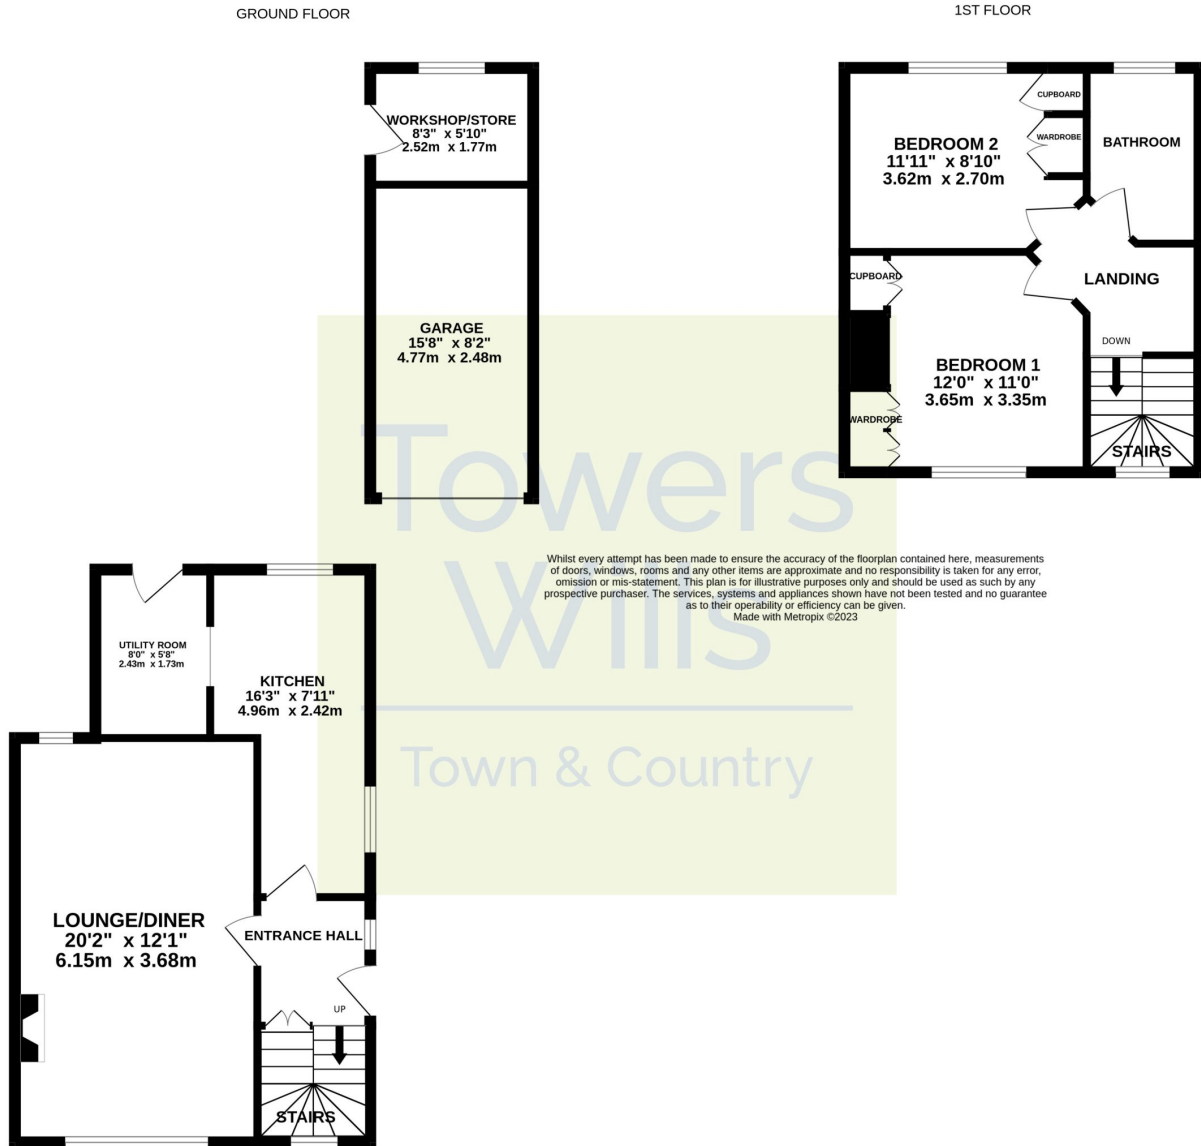 GROUND FLOOR
WORKSHOP/STORE
8'3" x 5'10"
2.52m x 1.77m
GARAGE
15'8" x 8'2"
4.77m x 2.48m
UTILITY ROOM
8'0" x 5'8"
2.43m x 1.73m
KITCHEN
16'3" x 7'11"
4.96m x 2.42m
LOUNGE/DINER
20'2" x 12'1"
6.15m x 3.68m
ENTRANCE HALL
UP
STAIRS
1ST FLOOR
CUPBOARD
WARDROBE
BEDROOM 2
11'11" x 8'10"
3.62m x 2.70m
BATHROOM
CUPBOARD
LANDING
DOWN
BEDROOM 1
12'0" x 11'0"
3.65m x 3.35m
WARDROBE
STAIRS
Towers
Wills
Town & Country
Whilst every attempt has been made to ensure the accuracy of the floorplan contained here, measurements
of doors, windows, rooms and any other items are approximate and no responsibility is taken for any error,
omission or mis-statement. This plan is for illustrative purposes only and should be used as such by any
prospective purchaser. The services, systems and appliances shown have not been tested and no guarantee
as to their operability or efficiency can be given.
Made with Metropix ©2023